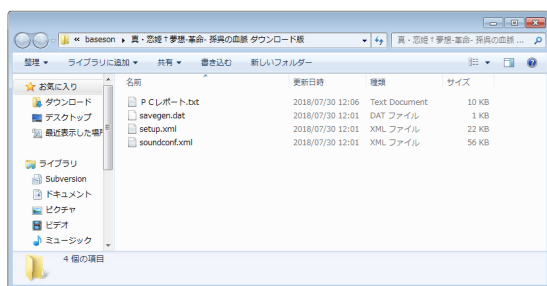 « baseson ▸ 真・恋姫†夢想-革命- 孫呉の血脈 ダウンロード版
真・恋姫†夢想-革命- 孫呉の血脈 ...
整理 ライブラリに追加 共有 書き込む 新しいフォルダー
お気に入り
ダウンロード
デスクトップ
最近表示した場所
ライブラリ
Subversion
ドキュメント
ピクチャ
ビデオ
ミュージック
名前 更新日時 種類 サイズ
PCレポート.txt 2018/07/30 12:06 Text Document 10 KB
savegen.dat 2018/07/30 12:01 DAT ファイル 1 KB
setup.xml 2018/07/30 12:01 XML ファイル 22 KB
soundconf.xml 2018/07/30 12:01 XML ファイル 56 KB
4 個の項目